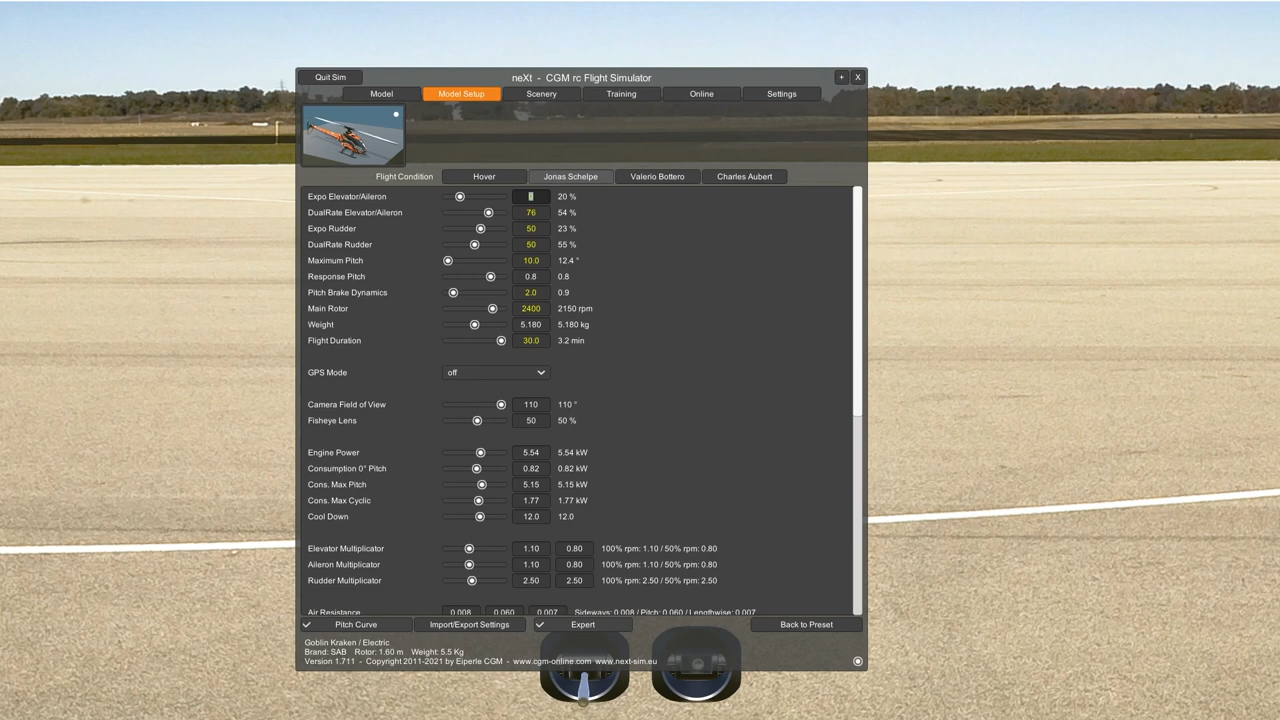 Quit Sim neXt - CGM rc Flight Simulator + X
Model Model Setup Scenery Training Online Settings
Flight Condition Hover Jonas Schelpe Valerio Bottero Charles Aubert
Expo Elevator/Aileron 20 %
DualRate Elevator/Aileron 76 54 %
Expo Rudder 50 23 %
DualRate Rudder 50 55 %
Maximum Pitch 10.0 12.4 °
Response Pitch 0.8 0.8
Pitch Brake Dynamics 2.0 0.9
Main Rotor 2400 2150 rpm
Weight 5.180 5.180 kg
Flight Duration 30.0 3.2 min
GPS Mode off
Camera Field of View 110 110 °
Fisheye Lens 50 50 %
Engine Power 5.54 5.54 kW
Consumption 0° Pitch 0.82 0.82 kW
Cons. Max Pitch 5.15 5.15 kW
Cons. Max Cyclic 1.77 1.77 kW
Cool Down 12.0 12.0
Elevator Multiplicator 1.10 0.80 100% rpm: 1.10 / 50% rpm: 0.80
Aileron Multiplicator 1.10 0.80 100% rpm: 1.10 / 50% rpm: 0.80
Rudder Multiplicator 2.50 2.50 100% rpm: 2.50 / 50% rpm: 2.50
Air Resistance 0.008 0.060 0.007 Sideways: 0.008 / Pitch: 0.060 / Lengthwise: 0.007
Pitch Curve Import/Export Settings Expert Back to Preset
Goblin Kraken / Electric
Brand: SAB Rotor: 1.60 m Weight: 5.5 Kg
Version 1.711 - Copyright 2011-2021 by Eiperle CGM - www.cgm-online.com www.next-sim.eu